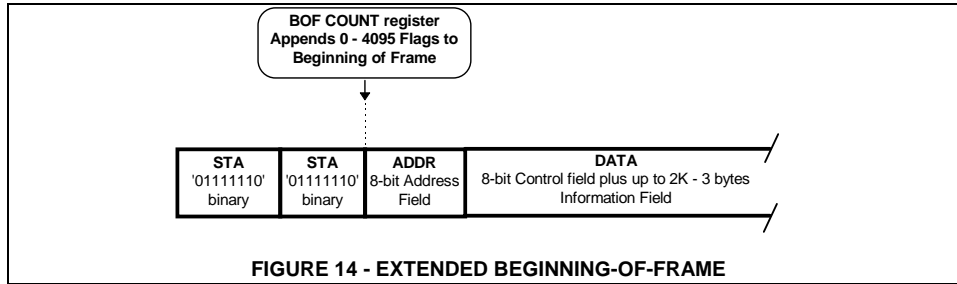 BOF COUNT register
Appends 0 - 4095 Flags to
Beginning of Frame
STA
'01111110'
binary
STA
'01111110'
binary
ADDR
8-bit Address
Field
DATA
8-bit Control field plus up to 2K - 3 bytes
Information Field
FIGURE 14 - EXTENDED BEGINNING-OF-FRAME